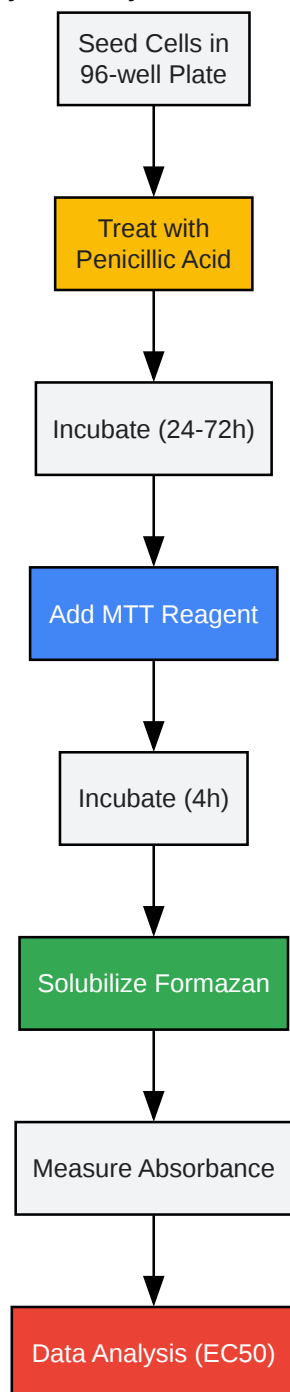 Seed Cells in
96-well Plate
Treat with
Penicillic Acid
Incubate (24-72h)
Add MTT Reagent
Incubate (4h)
Solubilize Formazan
Measure Absorbance
Data Analysis (EC50)